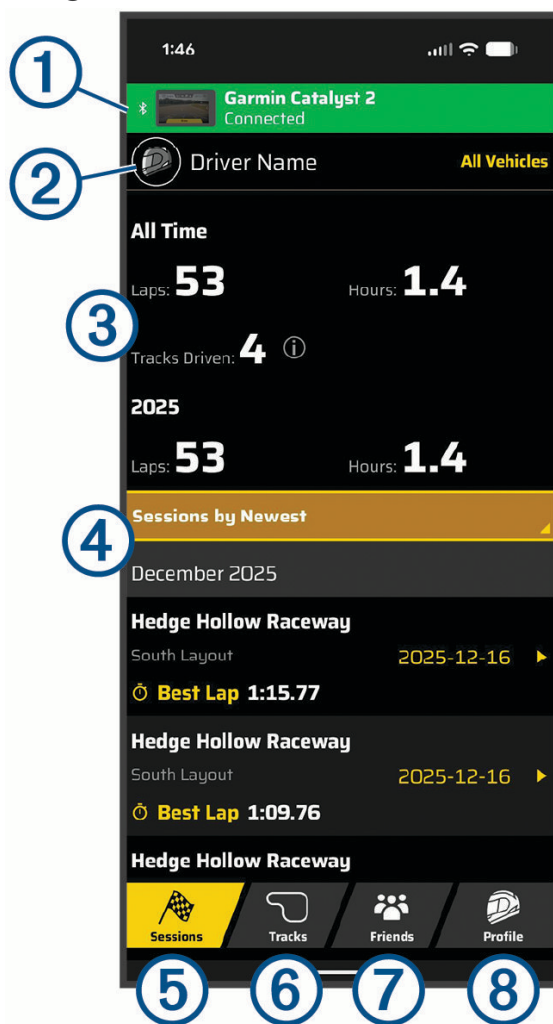 1:46
1
Garmin Catalyst 2
Connected
2
Driver Name All Vehicles
All Time
Laps: 53 Hours: 1.4
3
Tracks Driven: 4
2025
Laps: 53 Hours: 1.4
Sessions by Newest
4
December 2025
Hedge Hollow Raceway
South Layout 2025-12-16
Best Lap 1:15.77
Hedge Hollow Raceway
South Layout 2025-12-16
Best Lap 1:09.76
Hedge Hollow Raceway
Sessions Tracks Friends Profile
5 6 7 8